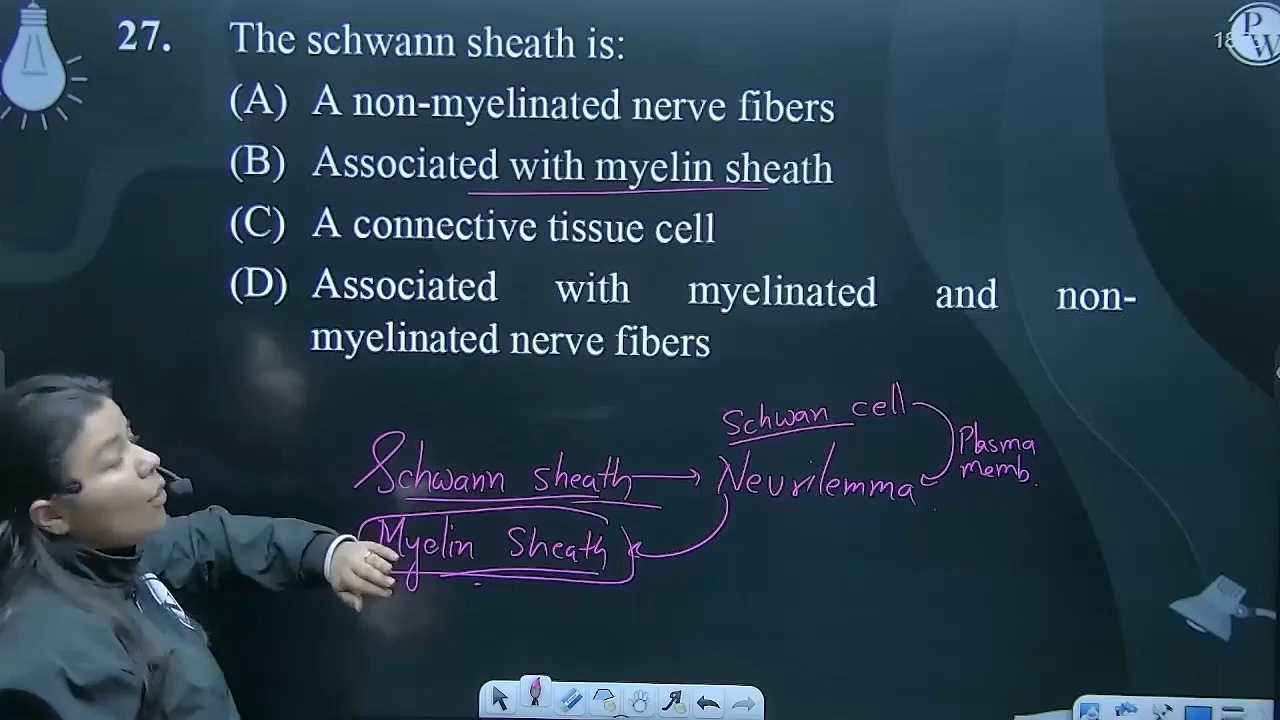 27. The schwann sheath is:
(A) A non-myelinated nerve fibers
(B) Associated with myelin sheath
(C) A connective tissue cell
(D) Associated with myelinated and non-
myelinated nerve fibers
Schwan cell
Plasma
memb.
Schwann sheath → Neurilemma
Myelin Sheath
PW